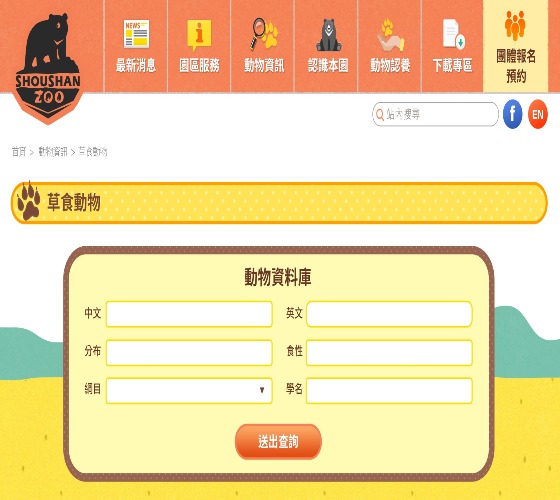 SHOUSHAN
ZOO
NEWS
最新消息
園區服務
動物資訊
認識本園
動物認養
下載專區
團體報名
預約
站內搜尋
f
EN
首頁 > 動物資訊 > 草食動物
草食動物
動物資料庫
中文
英文
分布
食性
綱目
學名
送出查詢